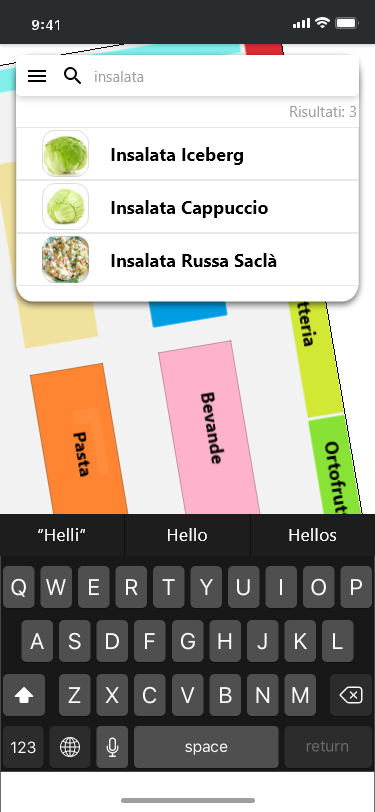 9:41
insalata
Risultati: 3
Insalata Iceberg
Insalata Cappuccio
Insalata Russa Saclà
tteria
Bevande
Pasta
Ortofrutt
“Helli” Hello Hellos
Q W E R T Y U I O P
A S D F G H J K L
Z X C V B N M
123 space return